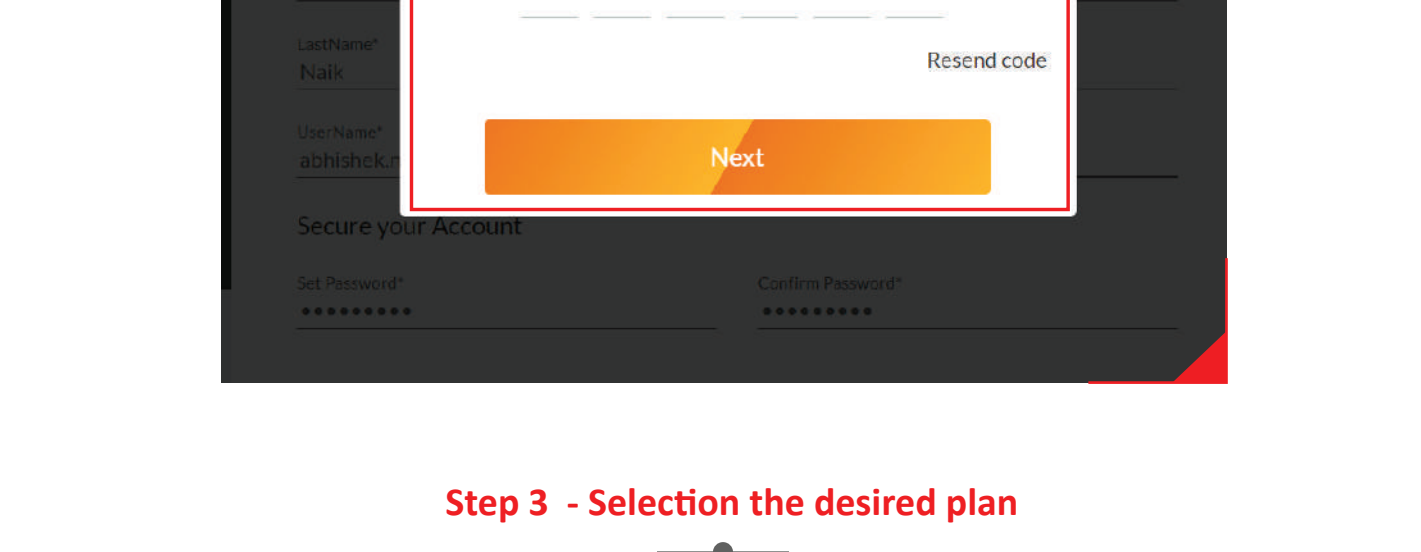 LastName*
Naik
Resend code
UserName*
abhishek.n
Next
Secure your Account
Set Password*
Confirm Password*
•••••••••
•••••••••
Step 3 - Selection the desired plan